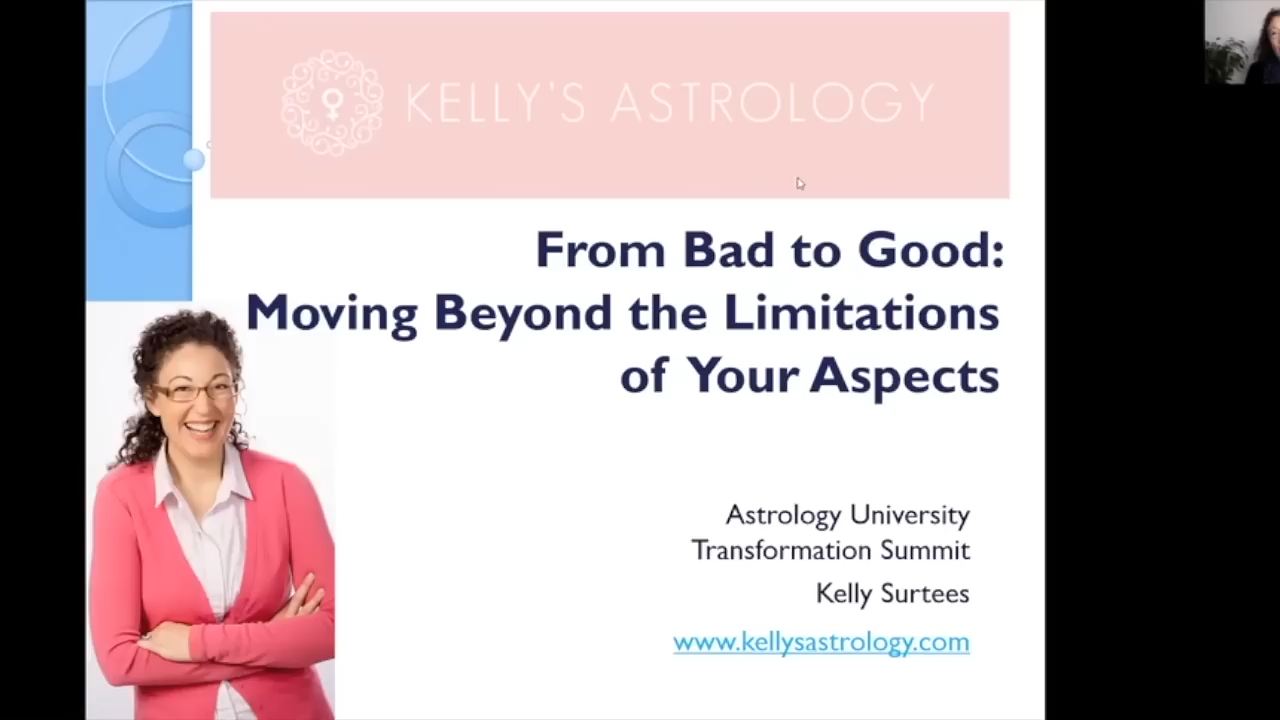 KELLY'S ASTROLOGY
From Bad to Good:
Moving Beyond the Limitations
of Your Aspects
Astrology University
Transformation Summit
Kelly Surtees
www.kellysastrology.com